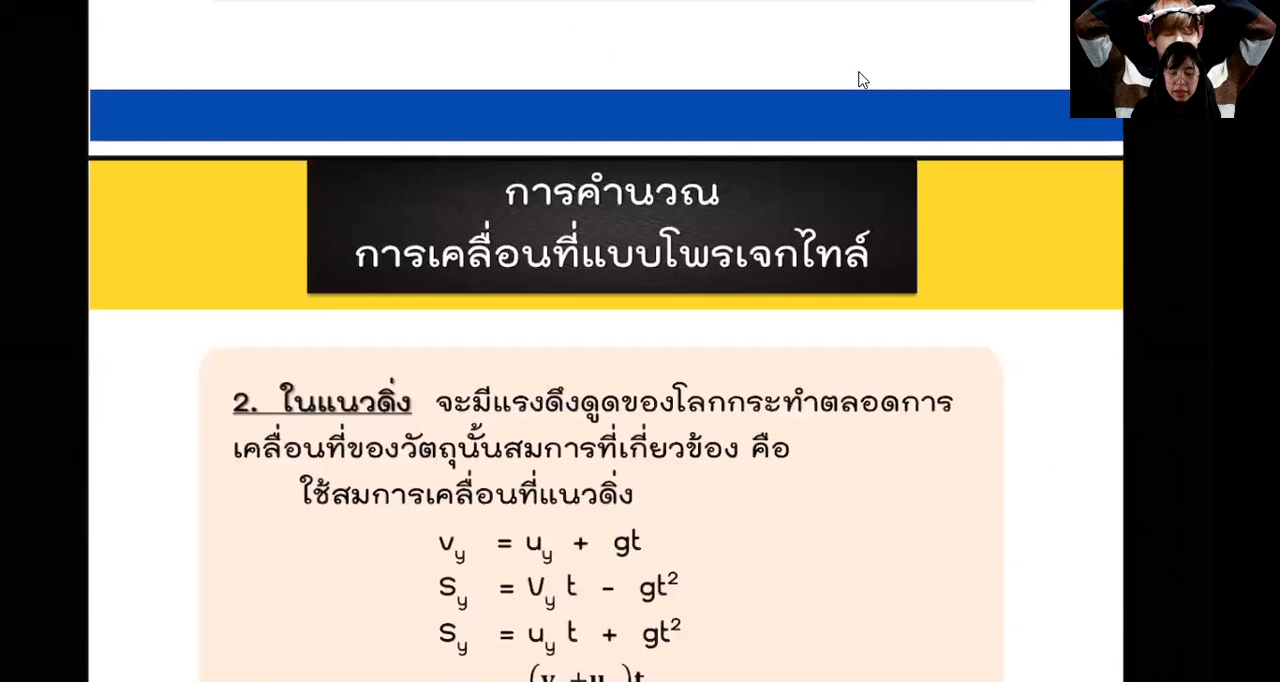 การคำนวณ
การเคลื่อนที่แบบโพรเจกไทล์
2. ในแนวดิ่ง จะมีแรงดึงดูดของโลกกระทำตลอดการ
เคลื่อนที่ของวัตถุนั้นสมการที่เกี่ยวข้อง คือ
ใช้สมการเคลื่อนที่แนวดิ่ง
v_y = u_y + gt
S_y = V_y t - gt²
S_y = u_y t + gt²